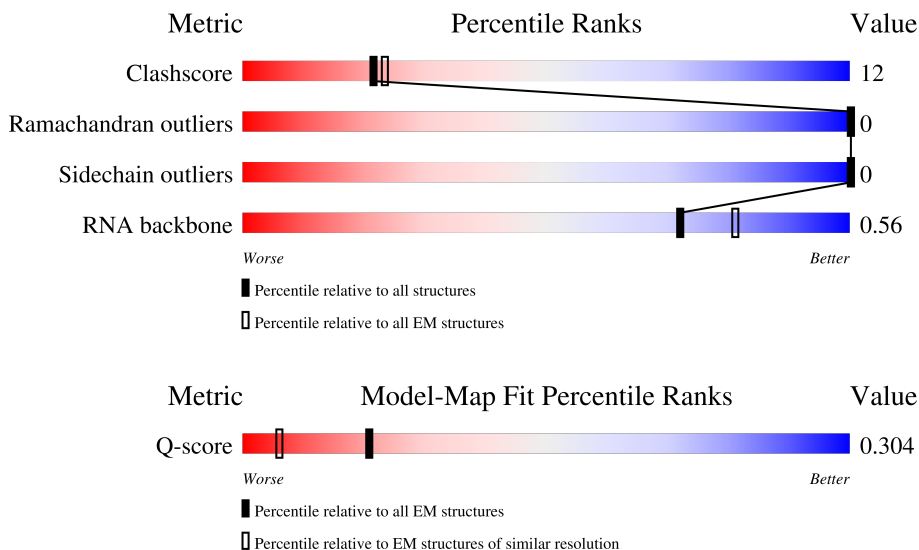 Metric Percentile Ranks Value
Clashscore 12
Ramachandran outliers 0
Sidechain outliers 0
RNA backbone 0.56
Worse Better
Percentile relative to all structures
Percentile relative to all EM structures
Metric Model-Map Fit Percentile Ranks Value
Q-score 0.304
Worse Better
Percentile relative to all EM structures
Percentile relative to EM structures of similar resolution